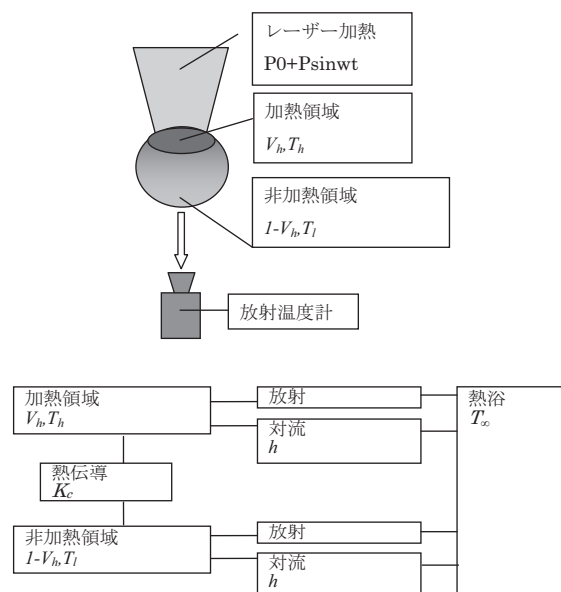 レーザー加熱
P0+Psinwt
加熱領域
Vh,Th
非加熱領域
1-Vh,Tl
放射温度計
加熱領域
Vh,Th
放射
熱浴
T∞
対流
h
熱伝導
Kc
非加熱領域
1-Vh,Tl
放射
対流
h